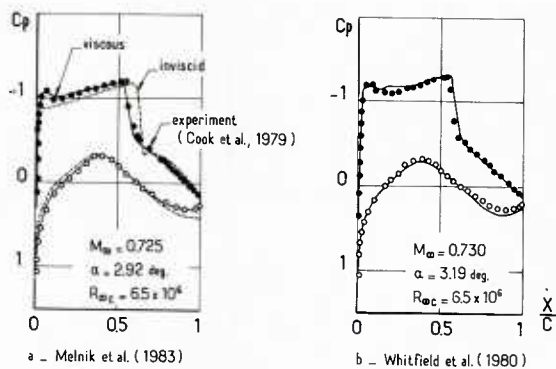 Cp
viscous
inviscid
-1
experiment
(Cook et al., 1979)
0
M∞ = 0.725
α = 2.92 deg.
1
R∞c = 6.5 x 10⁶
0
0.5
1
a _ Melnik et al. (1983)
Cp
-1
0
M∞ = 0.730
α = 3.19 deg.
1
R∞c = 6.5 x 10⁶
0
0.5
1
X
C
b _ Whitfield et al. (1980)